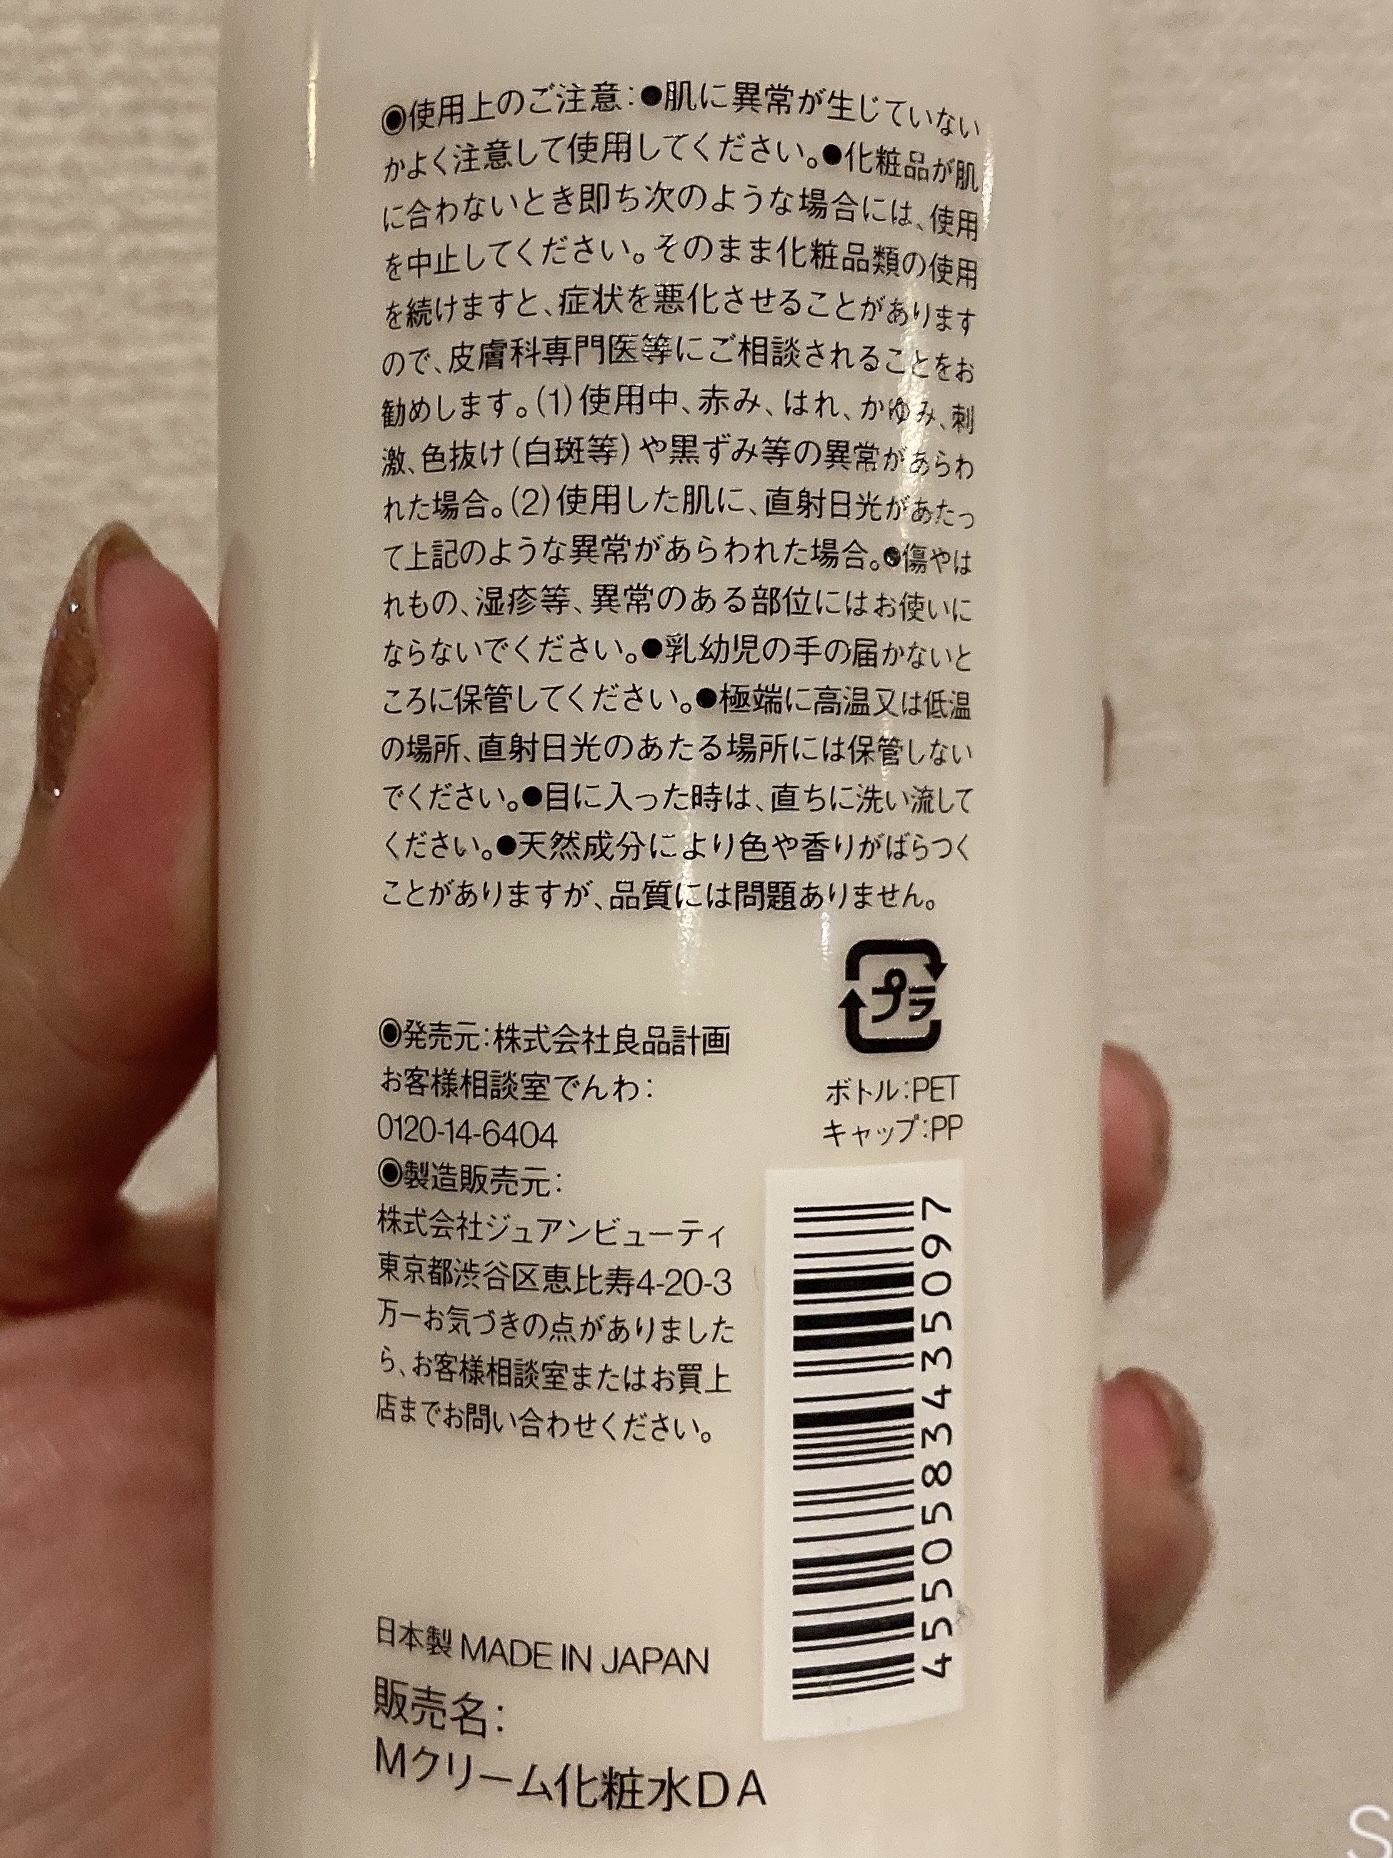 ◉使用上のご注意：●肌に異常が生じていない
かよく注意して使用してください。●化粧品が肌
に合わないとき即ち次のような場合には、使用
を中止してください。そのまま化粧品類の使用
を続けますと、症状を悪化させることがあります
ので、皮膚科専門医等にご相談されることをお
勧めします。(1)使用中、赤み、はれ、かゆみ、刺
激、色抜け(白斑等)や黒ずみ等の異常があらわ
れた場合。(2)使用した肌に、直射日光があたっ
て上記のような異常があらわれた場合。●傷やは
れもの、湿疹等、異常のある部位にはお使いに
ならないでください。●乳幼児の手の届かないと
ころに保管してください。●極端に高温又は低温
の場所、直射日光のあたる場所には保管しない
でください。●目に入った時は、直ちに洗い流して
ください。●天然成分により色や香りがばらつく
ことがありますが、品質には問題ありません。
プラ
ボトル：PET
キャップ：PP
◉発売元：株式会社良品計画
お客様相談室でんわ：
0120-14-6404
◉製造販売元：
株式会社ジュアンビューティ
東京都渋谷区恵比寿4-20-3
万一お気づきの点がありました
ら、お客様相談室またはお買上
店までお問い合わせください。
4550583435097
日本製 MADE IN JAPAN
販売名：
Mクリーム化粧水DA
S